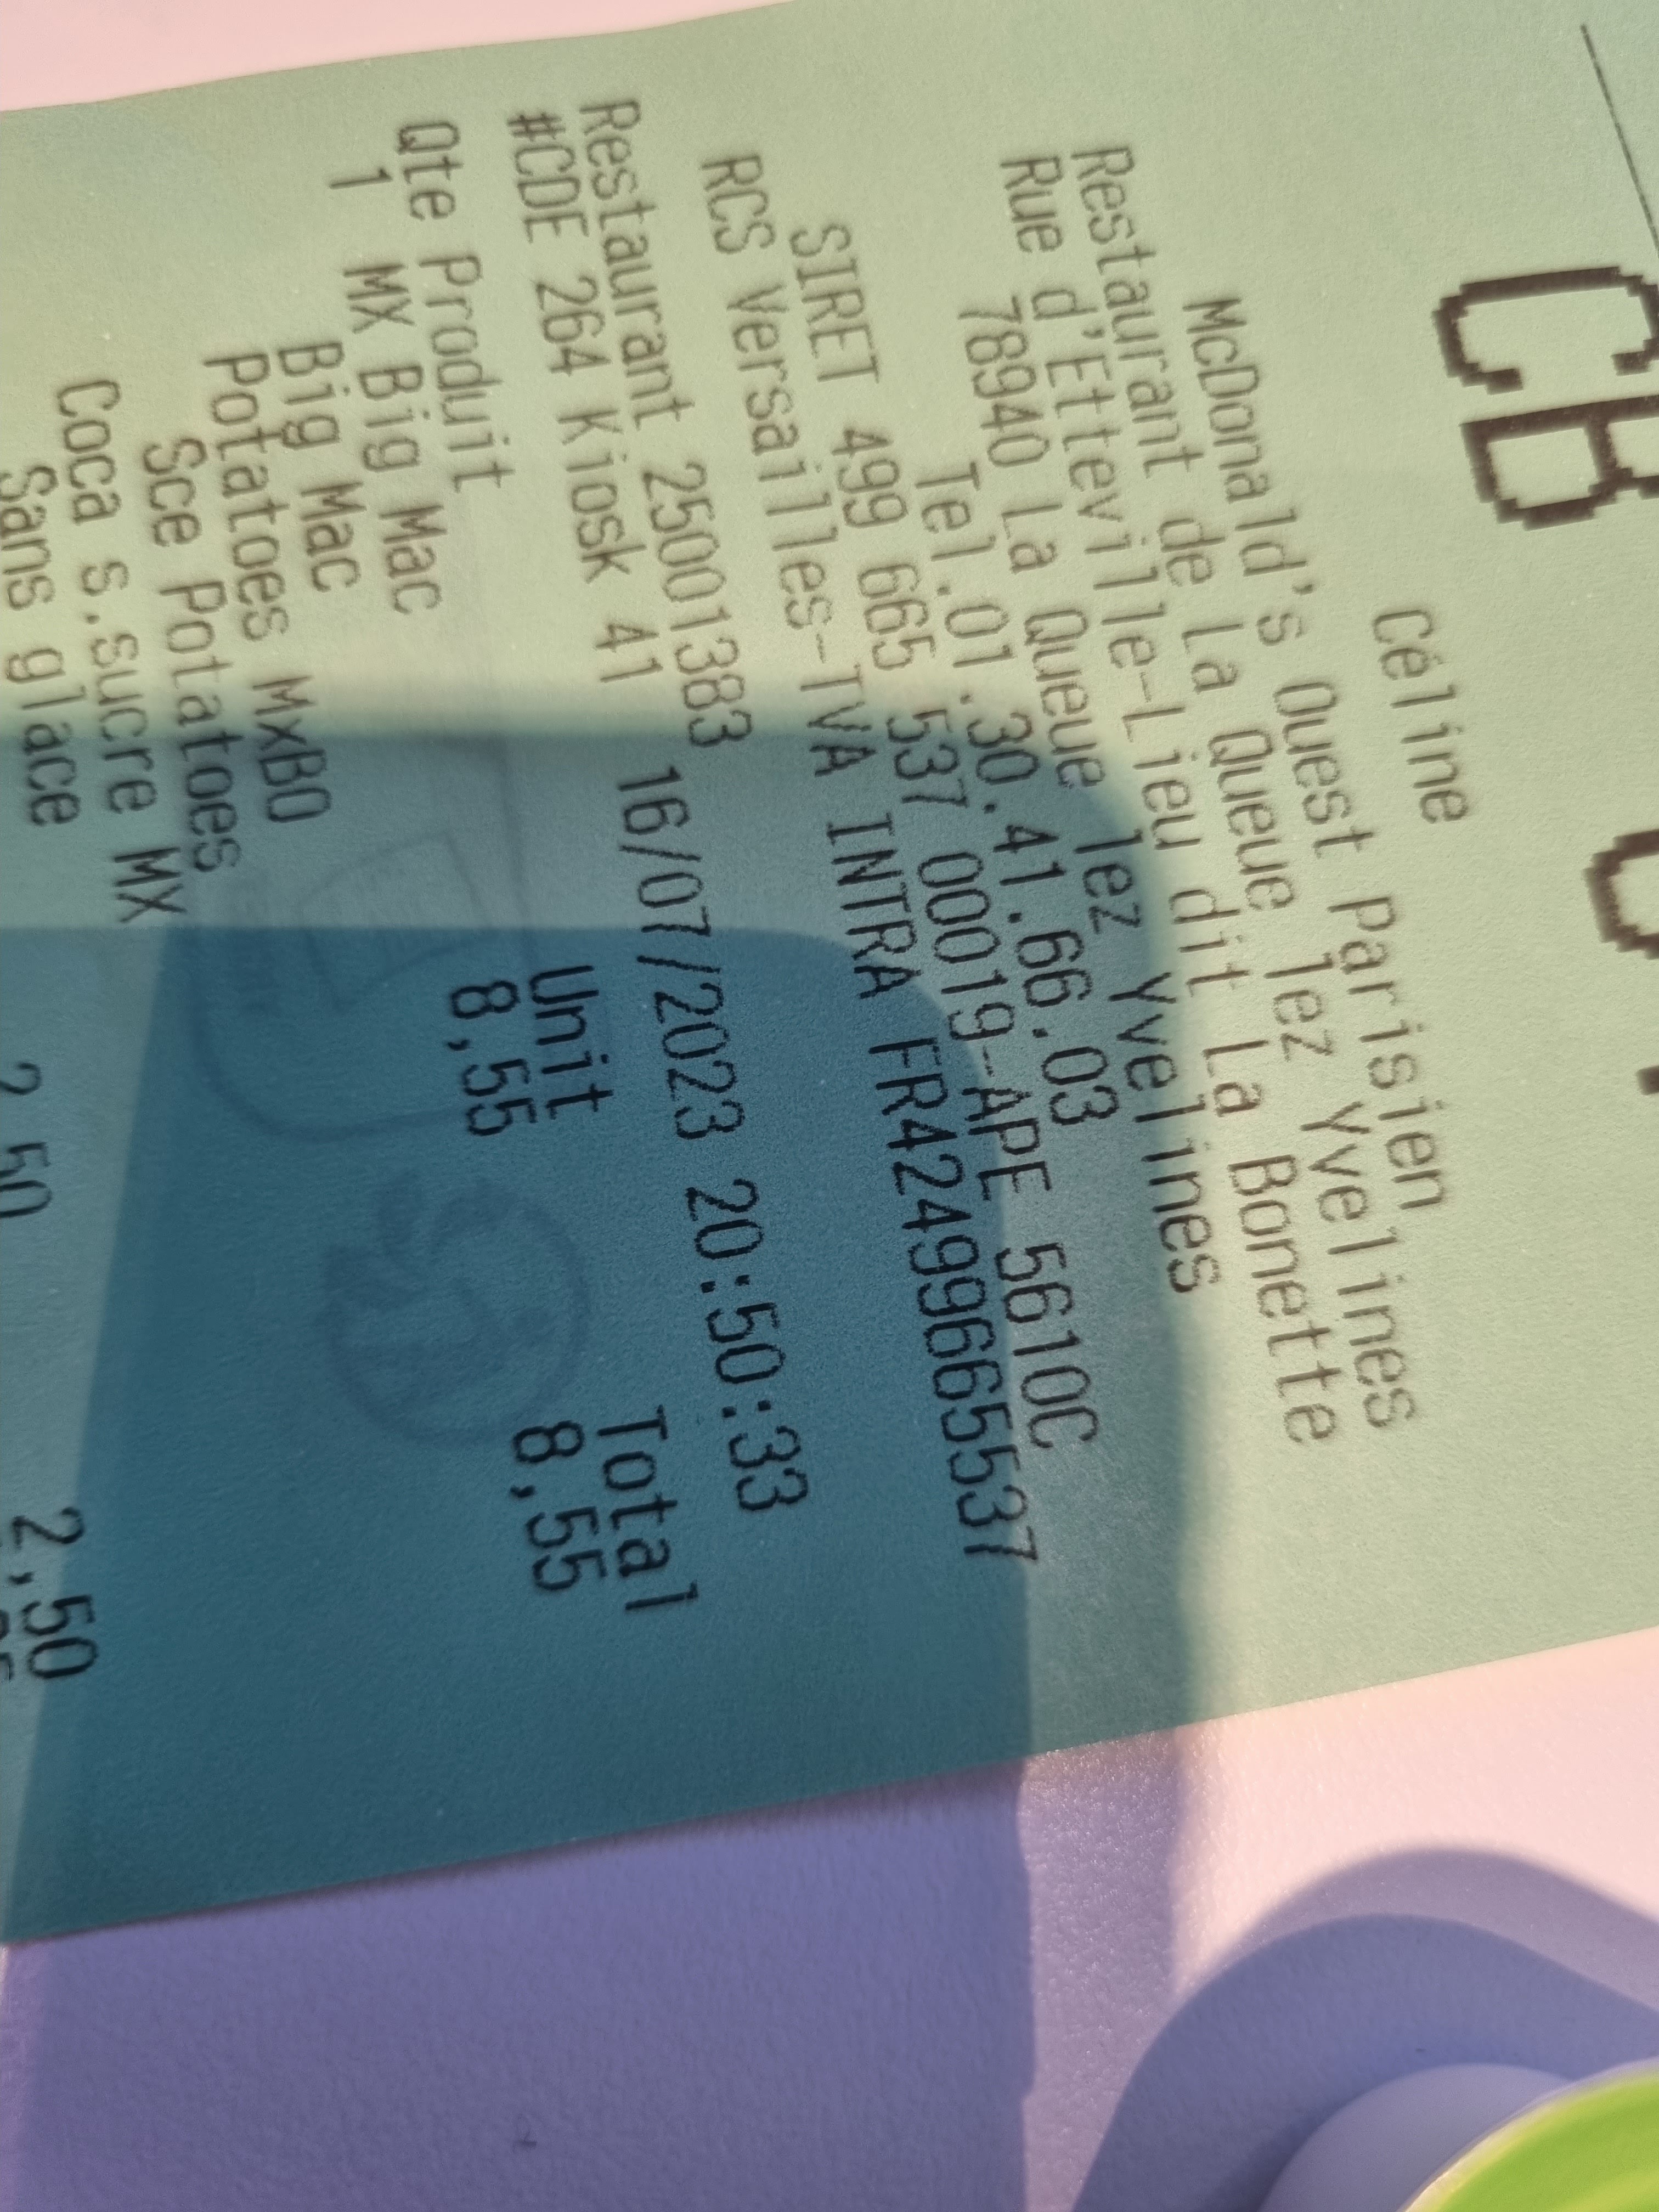 CB
Céline
McDonald's Ouest Parisien
Restaurant de La Queue lez Yvelines
Rue d'Etteville-Lieu dit La Bonette
78940 La Queue lez Yvelines
Tel.01.30.41.66.03
SIRET 499 665 537 00019-APE 5610C
RCS Versailles-TVA INTRA FR42499665537
Restaurant 25001383 16/07/2023 20:50:33
#CDE 264 Kiosk 41
Qte Produit Unit Total
1 MX Big Mac 8,55 8,55
Big Mac
Potatoes MxBO
Sce Potatoes
Coca s.sucre MX
Sans glace
2,50 2,50